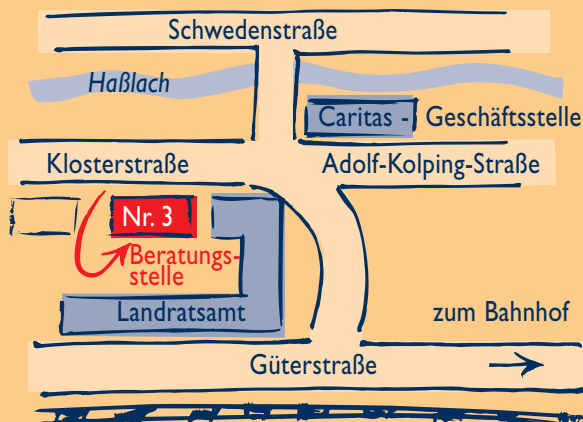 Schwedenstraße
Haßlach
Caritas - Geschäftsstelle
Klosterstraße
Adolf-Kolping-Straße
Nr. 3
Beratungs-
stelle
Landratsamt
zum Bahnhof
Güterstraße